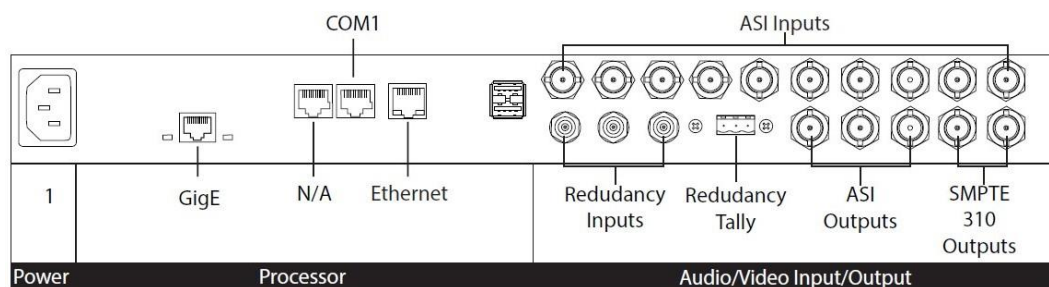 COM1
ASI Inputs
1
GigE
N/A
Ethernet
Redundancy
Inputs
Redundancy
Tally
ASI
Outputs
SMPTE
310
Outputs
Power
Processor
Audio/Video Input/Output